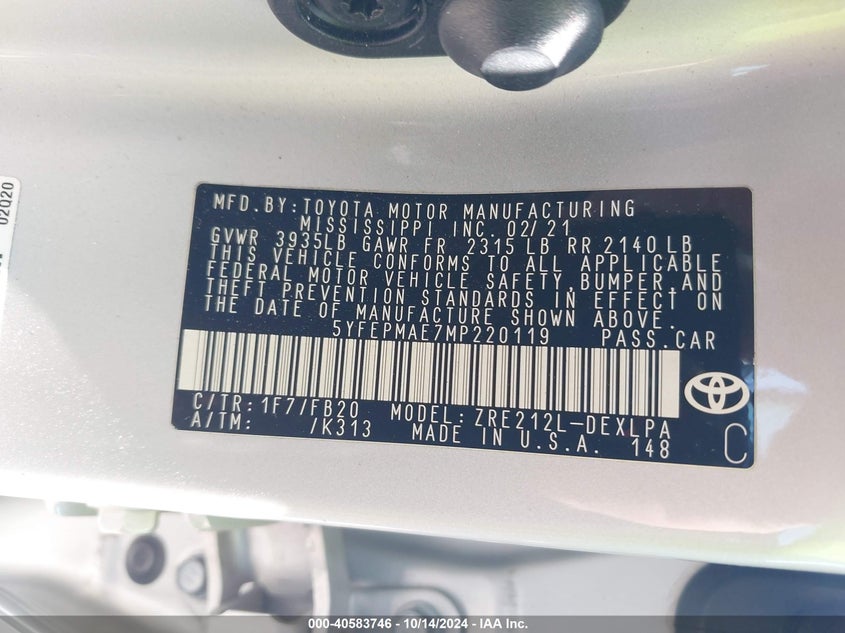 02Q20
MFD.BY:TOYOTA MOTOR MANUFACTURING
MISSISSIPPI INC. 02/21
GVWR 3935LB GAWR FR 2315 LB RR 2140 LB
THIS VEHICLE CONFORMS TO ALL APPLICABLE
FEDERAL MOTOR VEHICLE SAFETY,BUMPER,AND
THEFT PREVENTION STANDARDS IN EFFECT ON
THE DATE OF MANUFACTURE SHOWN ABOVE.
5YFEPMAE7MP220119 PASS.CAR
C/TR: 1F7/FB20 MODEL: ZRE212L-DEXLPA
A/TM: /K313 MADE IN U.S.A. 148
C
000-40583746 - 10/14/2024 - IAA Inc.